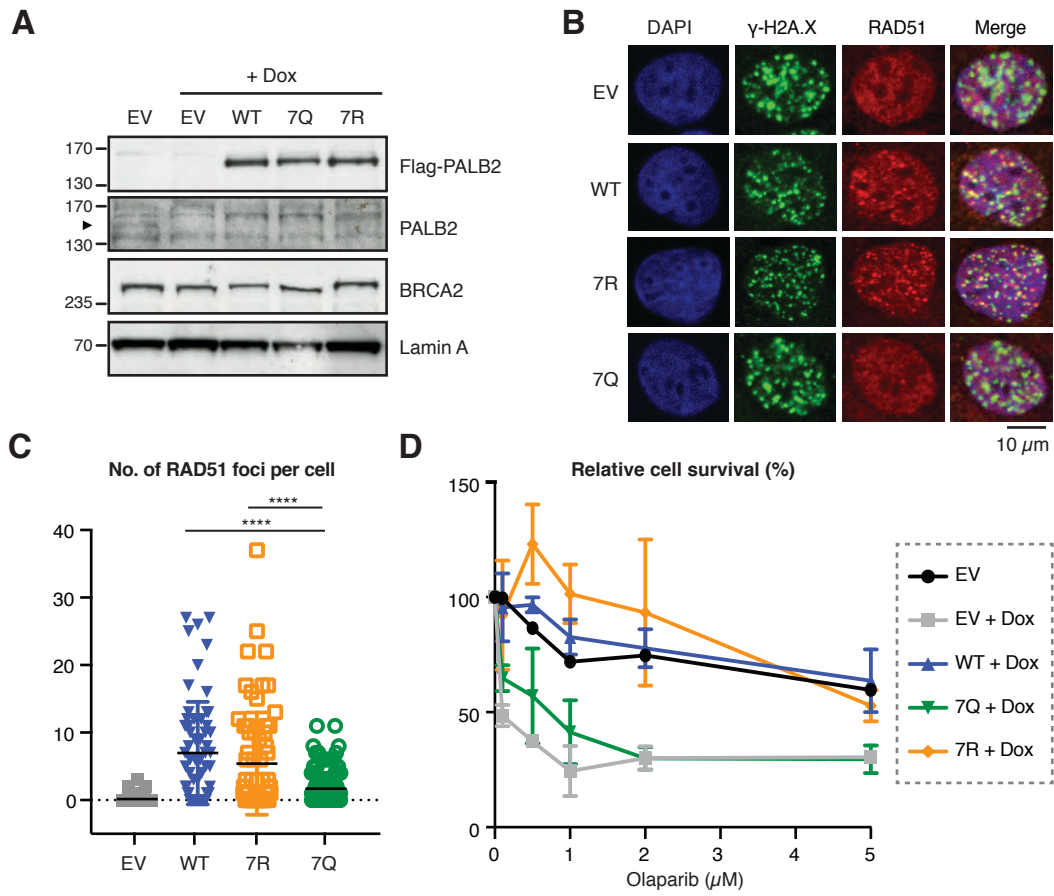 A
+ Dox
EV EV WT 7Q 7R
170
130
Flag-PALB2
170
130
PALB2
235
BRCA2
70
Lamin A
B
DAPI γ-H2A.X RAD51 Merge
EV
WT
7R
7Q
10 µm
C
No. of RAD51 foci per cell
****
****
40
30
20
10
0
EV WT 7R 7Q
D
Relative cell survival (%)
150
100
50
0
0 1 2 3 4 5
Olaparib (µM)
EV
EV + Dox
WT + Dox
7Q + Dox
7R + Dox